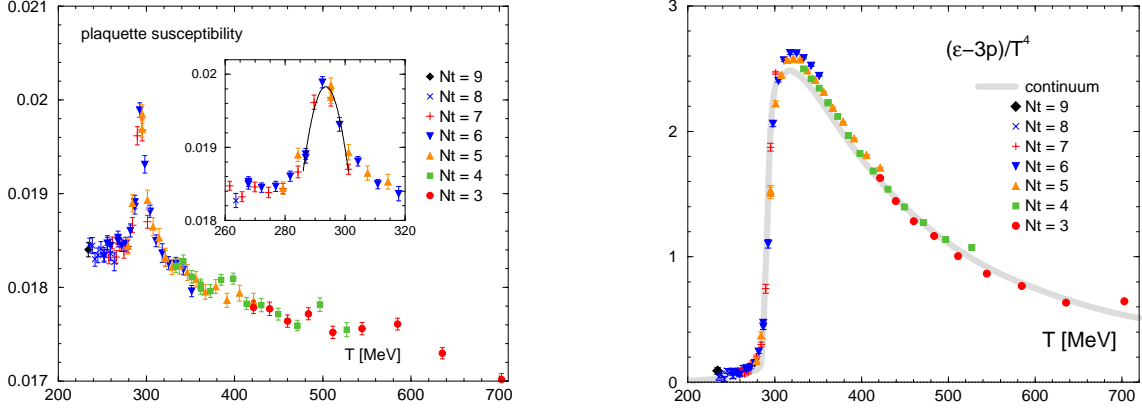 0.021
plaquette susceptibility
0.02
0.019
0.018
0.017
200
300
400
500
600
700
T [MeV]
0.02
0.019
0.018
260
280
300
320
Nt = 9
Nt = 8
Nt = 7
Nt = 6
Nt = 5
Nt = 4
Nt = 3
4
3
2
1
0
200
300
400
500
600
700
(ε−3p)/T⁴
continuum
Nt = 9
Nt = 8
Nt = 7
Nt = 6
Nt = 5
Nt = 4
Nt = 3
T [MeV]